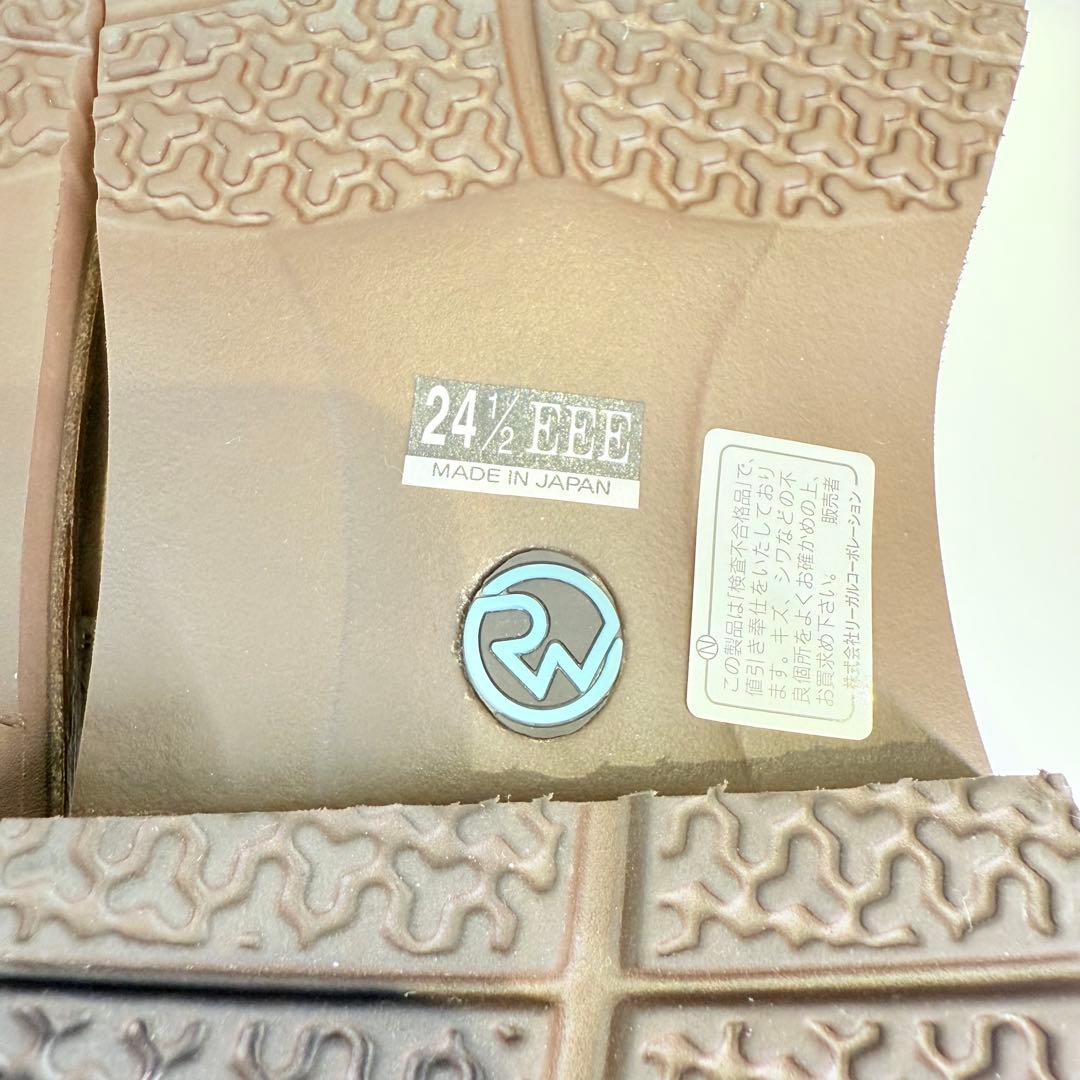 24 1/2 EEE
MADE IN JAPAN
RW
Ⓝ
この製品は「検査不合格品」で、
値引き奉仕をいたしており
ます。キズ、シワなどの不
良個所をよくお確かめの上、
お買求め下さい。 販売者
株式会社リーガルコーポレーション